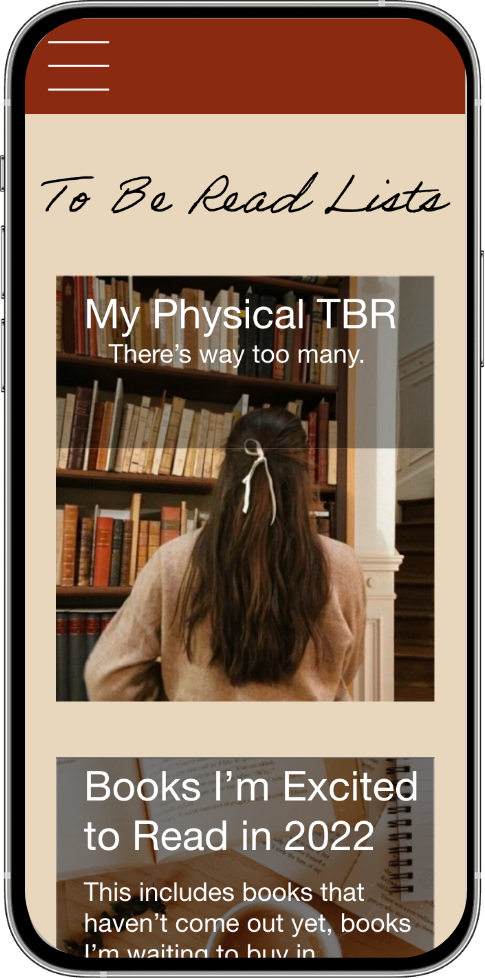 To Be Read Lists
My Physical TBR
There’s way too many.
Books I’m Excited
to Read in 2022
This includes books that
haven’t come out yet, books
I’m waiting to buy in